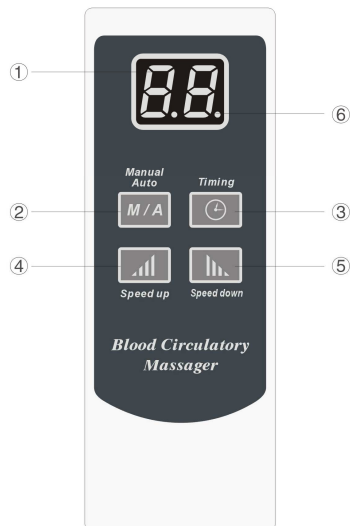 ①
8.8.
⑥
Manual
Auto
Timing
②
M / A
③
④
⑤
Speed up
Speed down
Blood Circulatory
Massager